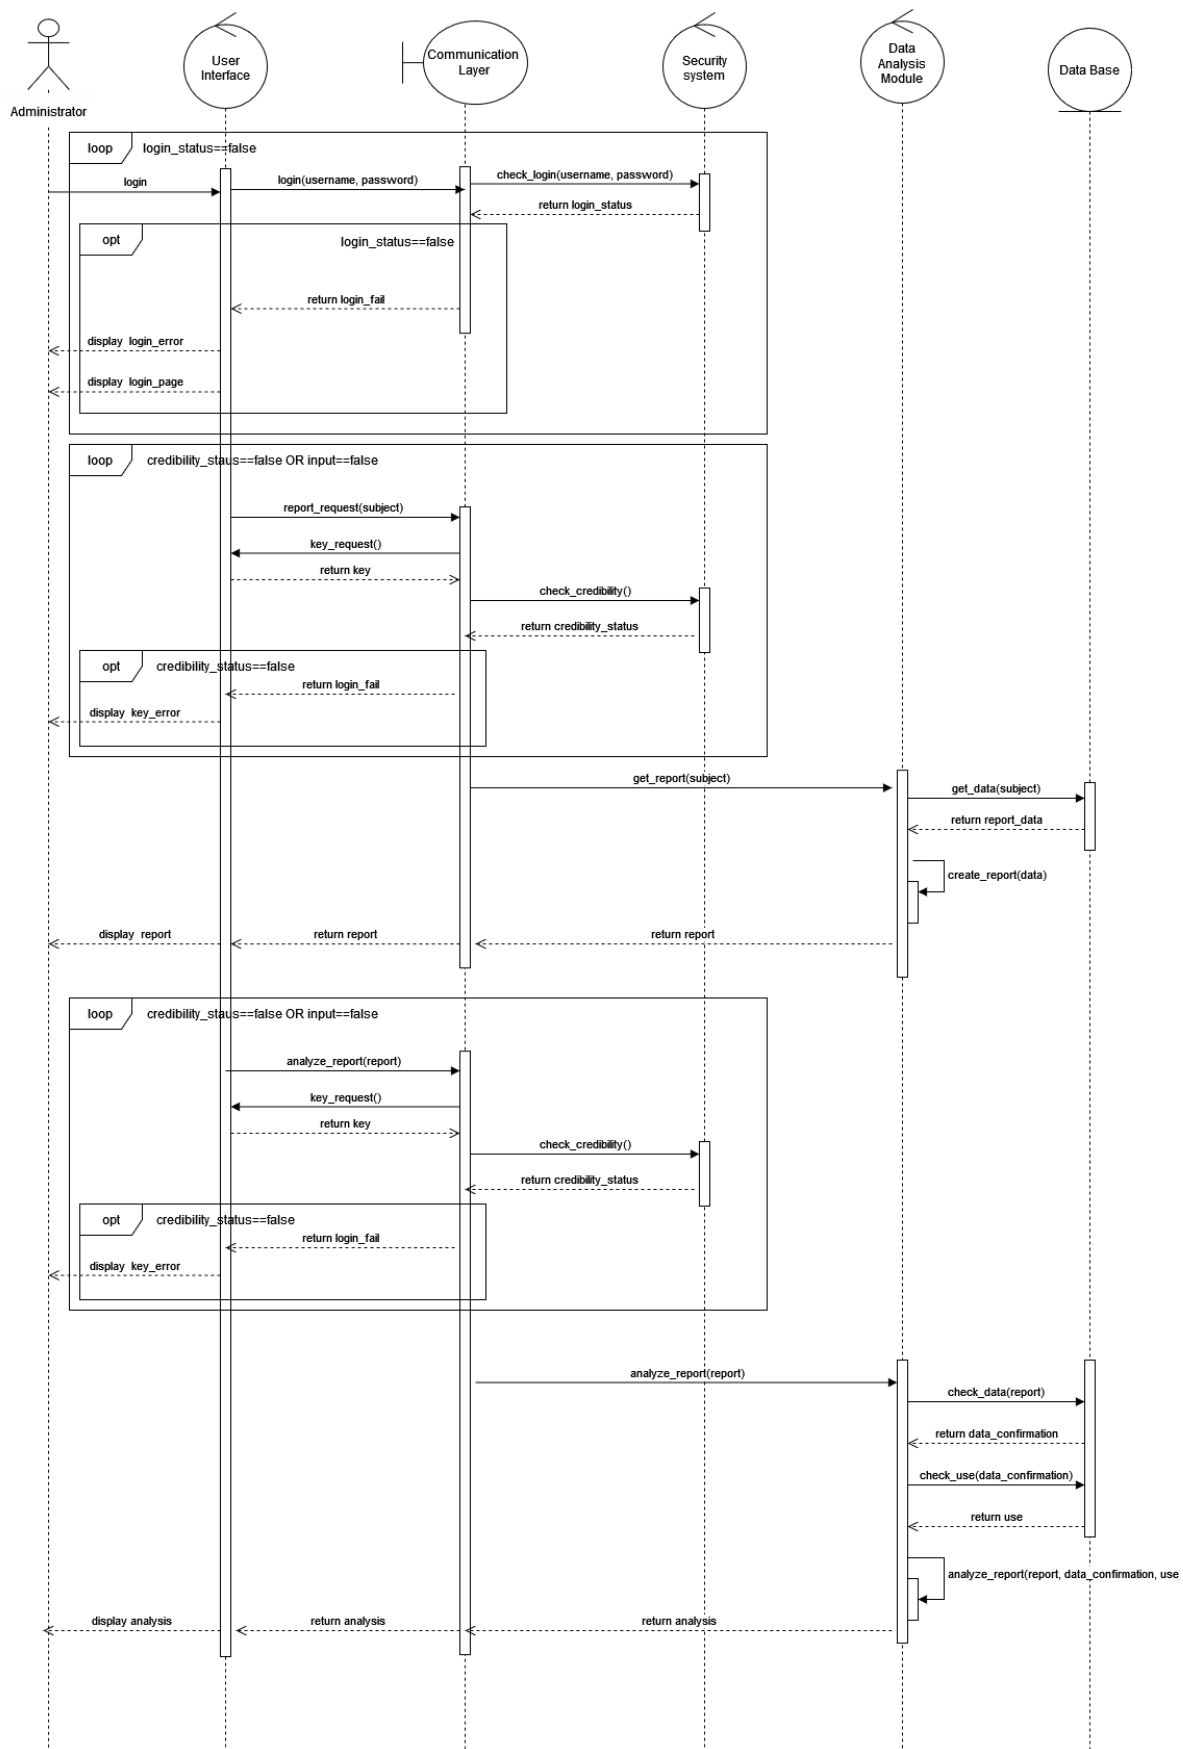 User
Interface
Communication
Layer
Security
system
Data
Analysis
Module
Data Base
Administrator
loop login_status==false
login
login(username, password)
check_login(username, password)
return login_status
opt login_status==false
return login_fail
display login_error
display login_page
loop credibility_staus==false OR input==false
report_request(subject)
key_request()
return key
check_credibility()
return credibility_status
opt credibility_status==false
return login_fail
display key_error
get_report(subject)
get_data(subject)
return report_data
create_report(data)
display report
return report
return report
loop credibility_staus==false OR input==false
analyze_report(report)
key_request()
return key
check_credibility()
return credibility_status
opt credibility_status==false
return login_fail
display key_error
analyze_report(report)
check_data(report)
return data_confirmation
check_use(data_confirmation)
return use
analyze_report(report, data_confirmation, use
display analysis
return analysis
return analysis